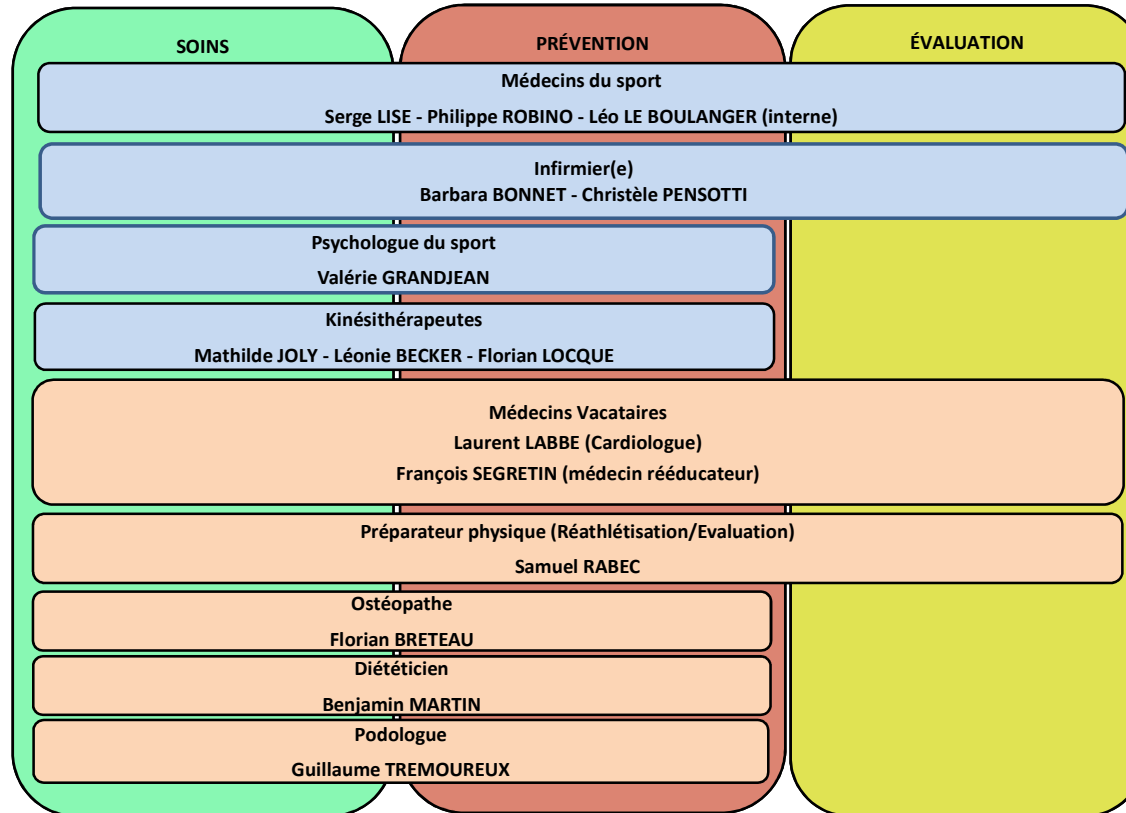 SOINS
PRÉVENTION
ÉVALUATION
Médecins du sport
Serge LISE - Philippe ROBINO - Léo LE BOULANGER (interne)
Infirmier(e)
Barbara BONNET - Christèle PENSOTTI
Psychologue du sport
Valérie GRANDJEAN
Kinésithérapeutes
Mathilde JOLY - Léonie BECKER - Florian LOCQUE
Médecins Vacataires
Laurent LABBE (Cardiologue)
François SEGRETIN (médecin rééducateur)
Préparateur physique (Réathlétisation/Evaluation)
Samuel RABEC
Ostéopathe
Florian BRETEAU
Diététicien
Benjamin MARTIN
Podologue
Guillaume TREMOUREUX